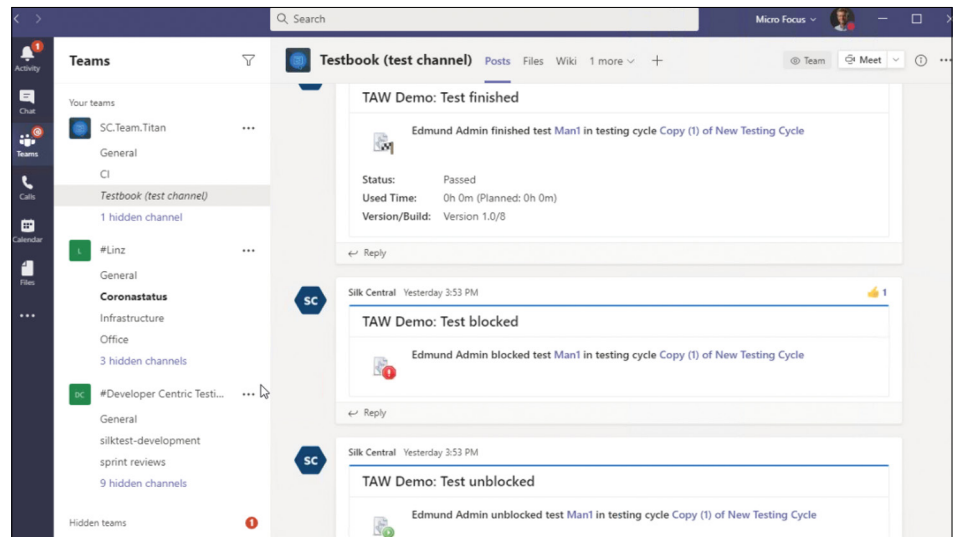 Search
Micro Focus
1
Activity
Chat
Teams
Calls
Calendar
Files
Teams
Your teams
SC.Team.Titan
General
CI
Testbook (test channel)
1 hidden channel
L
#Linz
General
Coronastatus
Infrastructure
Office
3 hidden channels
DC
#Developer Centric Testi...
General
silktest-development
sprint reviews
9 hidden channels
Hidden teams
1
Testbook (test channel) Posts Files Wiki 1 more
Team
Meet
TAW Demo: Test finished
Edmund Admin finished test Man1 in testing cycle Copy (1) of New Testing Cycle
Status: Passed
Used Time: 0h 0m (Planned: 0h 0m)
Version/Build: Version 1.0/8
Reply
SC
Silk Central Yesterday 3:53 PM
1
TAW Demo: Test blocked
Edmund Admin blocked test Man1 in testing cycle Copy (1) of New Testing Cycle
Reply
SC
Silk Central Yesterday 3:53 PM
TAW Demo: Test unblocked
Edmund Admin unblocked test Man1 in testing cycle Copy (1) of New Testing Cycle